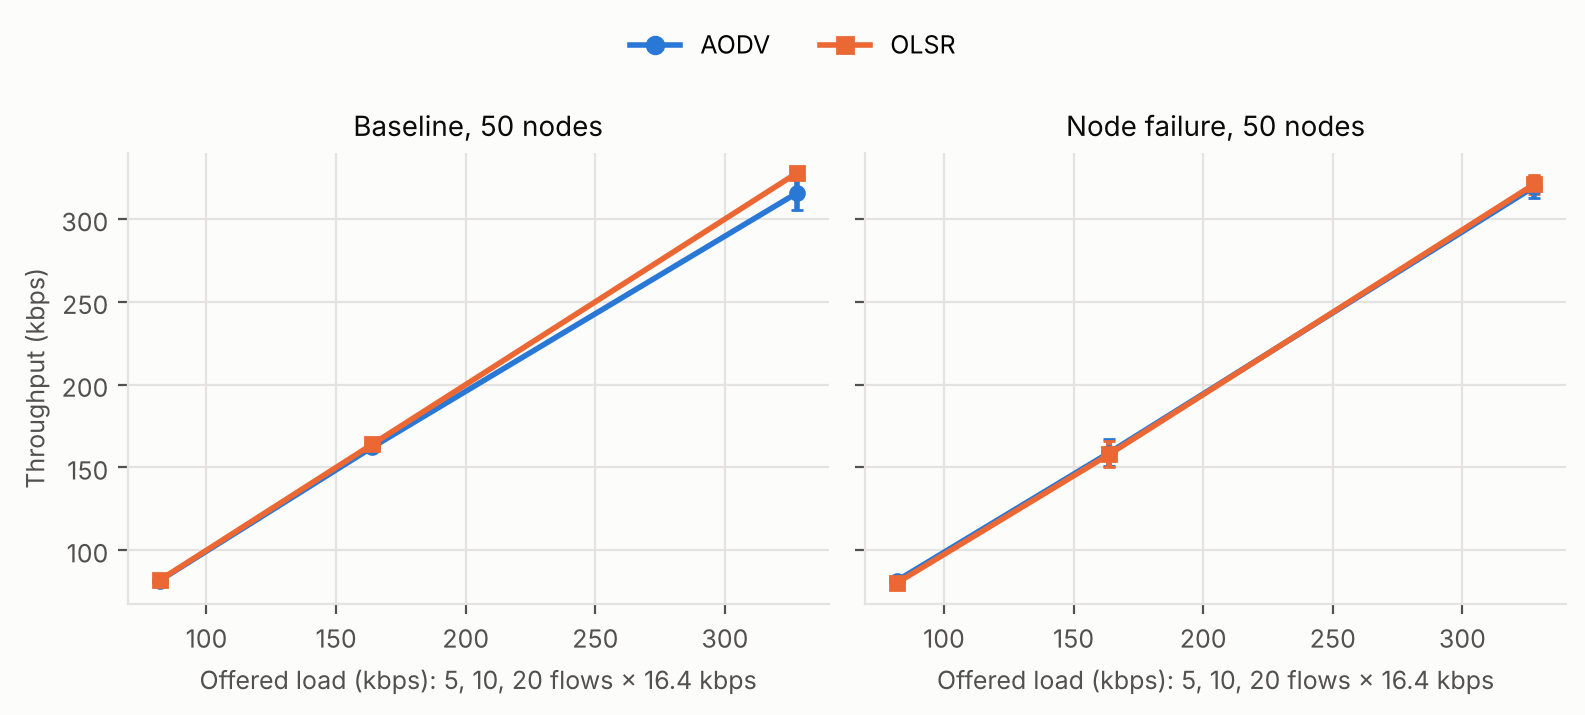 AODV OLSR
Baseline, 50 nodes
Throughput (kbps)
300
250
200
150
100
100 150 200 250 300
Offered load (kbps): 5, 10, 20 flows × 16.4 kbps
Node failure, 50 nodes
100 150 200 250 300
Offered load (kbps): 5, 10, 20 flows × 16.4 kbps